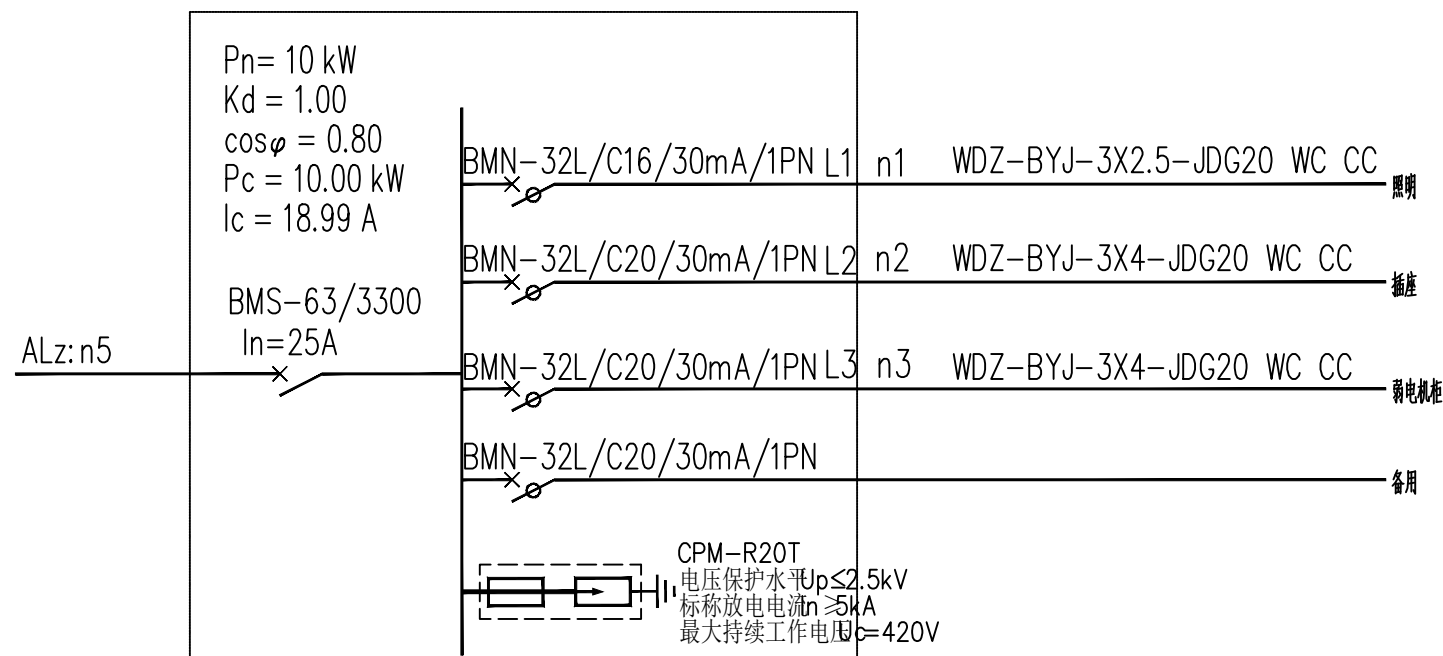 Pn= 10 kW
Kd = 1.00
cosφ = 0.80
Pc = 10.00 kW
Ic = 18.99 A
BMS-63/3300
In=25A
ALz:n5
BMN-32L/C16/30mA/1PN L1 n1 WDZ-BYJ-3X2.5-JDG20 WC CC
照明
BMN-32L/C20/30mA/1PN L2 n2 WDZ-BYJ-3X4-JDG20 WC CC
插座
BMN-32L/C20/30mA/1PN L3 n3 WDZ-BYJ-3X4-JDG20 WC CC
弱电机柜
BMN-32L/C20/30mA/1PN
备用
CPM-R20T
电压保护水平Up≤2.5kV
标称放电电流In≥5kA
最大持续工作电压Uc=420V